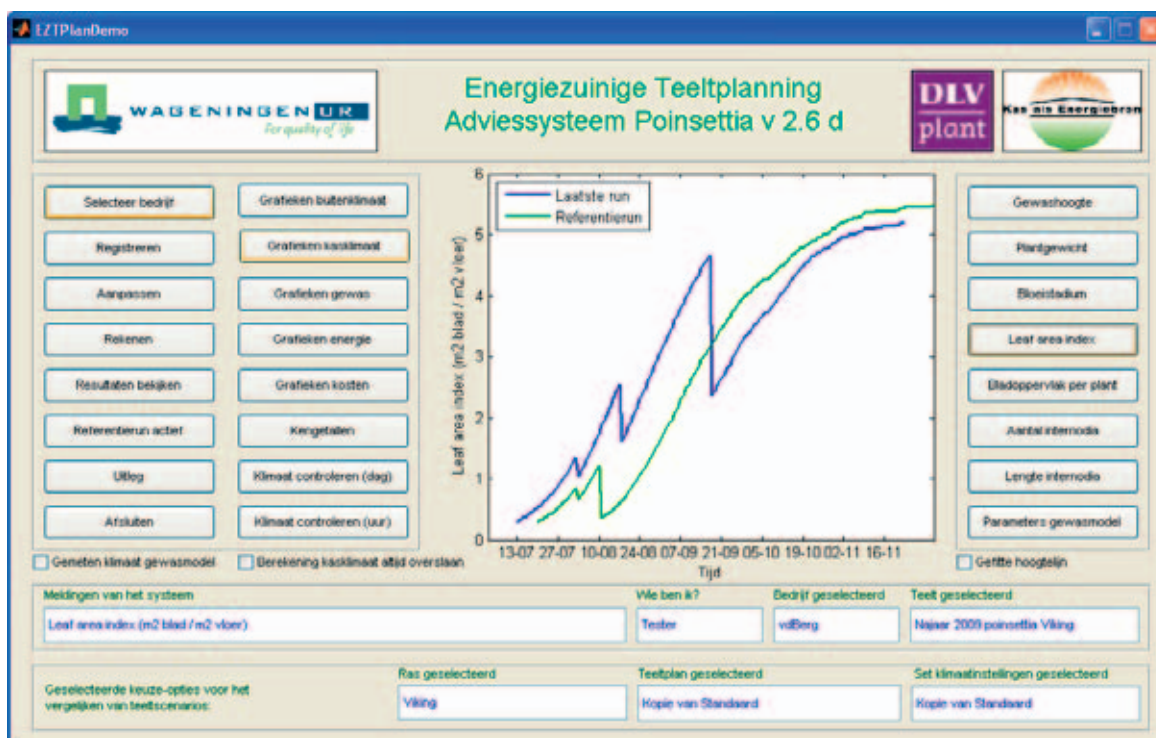 EZTPlanDemo
WAGENINGEN UR
For quality of life
Energiezuinige Teeltplanning
Adviessysteem Poinsettia v 2.6 d
DLV
plant
Kas als Energiebron
Selecteer bedrijf
Registreren
Aanpassen
Rekenen
Resultaten bekijken
Referentierun actief
Uitleg
Afsluiten
Grafieken buitenklimaat
Grafieken kasklimaat
Grafieken gewas
Grafieken energie
Grafieken kosten
Kengetallen
Klimaat controleren (dag)
Klimaat controleren (uur)
Gemeten klimaat gewasmodel
Berekening kasklimaat altijd overslaan
Leaf area index (m2 blad / m2 vloer)
6
5
4
3
2
1
0
Laatste run
Referentierun
13-07 27-07 10-08 24-08 07-09 21-09 05-10 19-10 02-11 16-11
Tijd
Gewashoogte
Plantgewicht
Bloeistadium
Leaf area index
Bladoppervlak per plant
Aantal internodia
Lengte internodia
Parameters gewasmodel
Gefitte hoogtelijn
Meldingen van het systeem
Leaf area index (m2 blad / m2 vloer)
Wie ben ik?
Tester
Bedrijf geselecteerd
vdBerg
Teelt geselecteerd
Najaar 2009 poinsettia Viking
Geselecteerde keuze-opties voor het
vergelijken van teeltscenarios:
Ras geselecteerd
Viking
Teeltplan geselecteerd
Kopie van Standaard
Set klimaatinstellingen geselecteerd
Kopie van Standaard